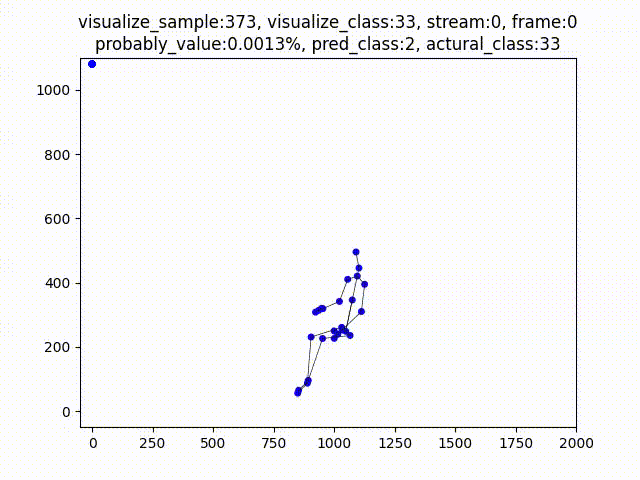 visualize_sample:373, visualize_class:33, stream:0, frame:0
probably_value:0.0013%, pred_class:2, actural_class:33
1000
800
600
400
200
0
0 250 500 750 1000 1250 1500 1750 2000